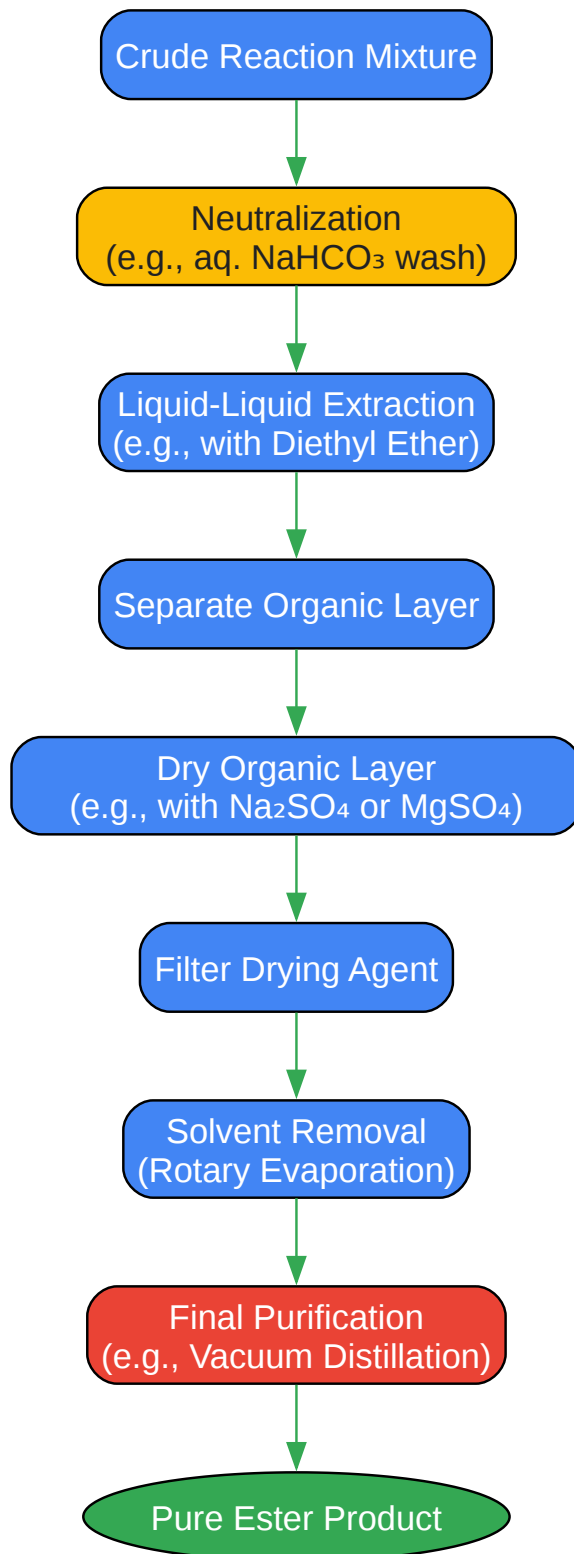 Crude Reaction Mixture
Neutralization
(e.g., aq. NaHCO₃ wash)
Liquid-Liquid Extraction
(e.g., with Diethyl Ether)
Separate Organic Layer
Dry Organic Layer
(e.g., with Na₂SO₄ or MgSO₄)
Filter Drying Agent
Solvent Removal
(Rotary Evaporation)
Final Purification
(e.g., Vacuum Distillation)
Pure Ester Product